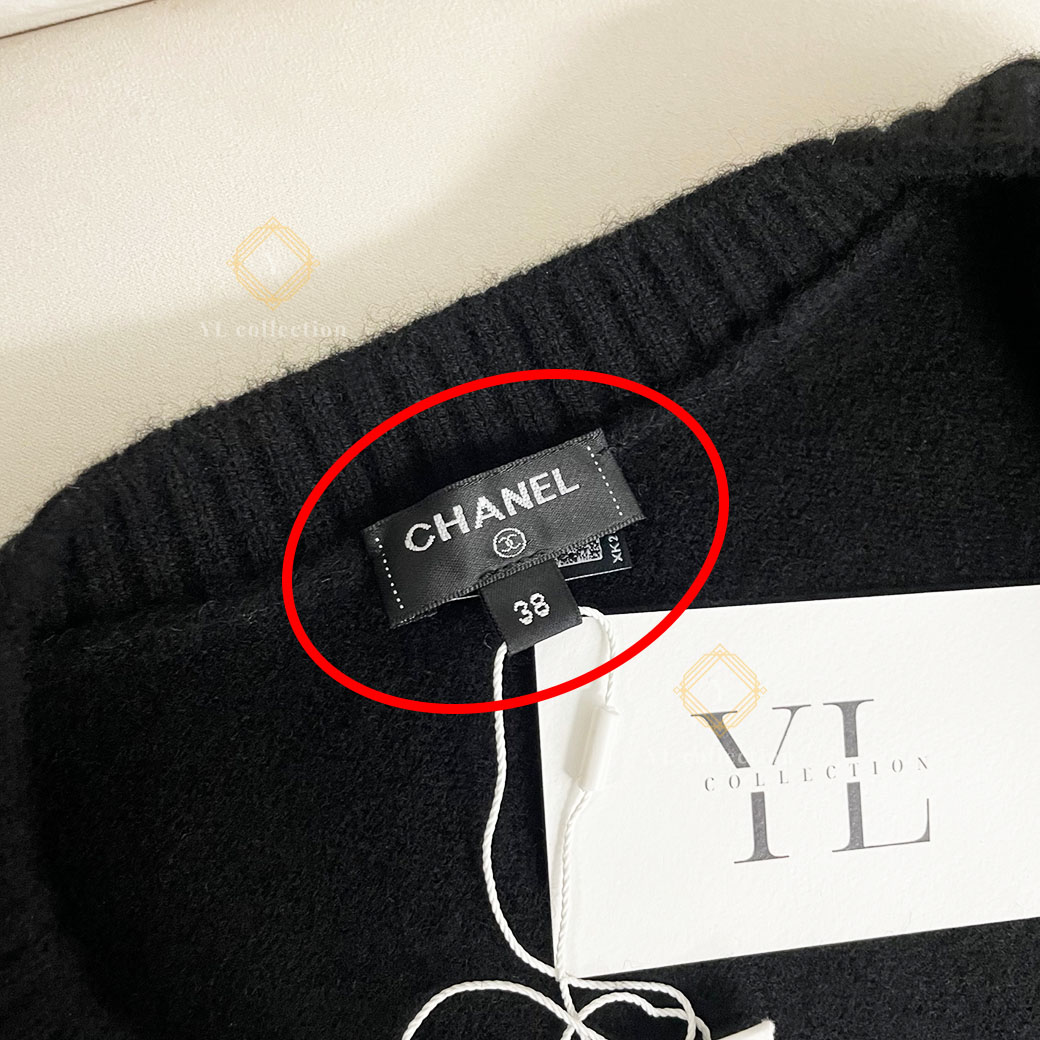 YL collection
CHANEL
38
XK2
YL
COLLECTION